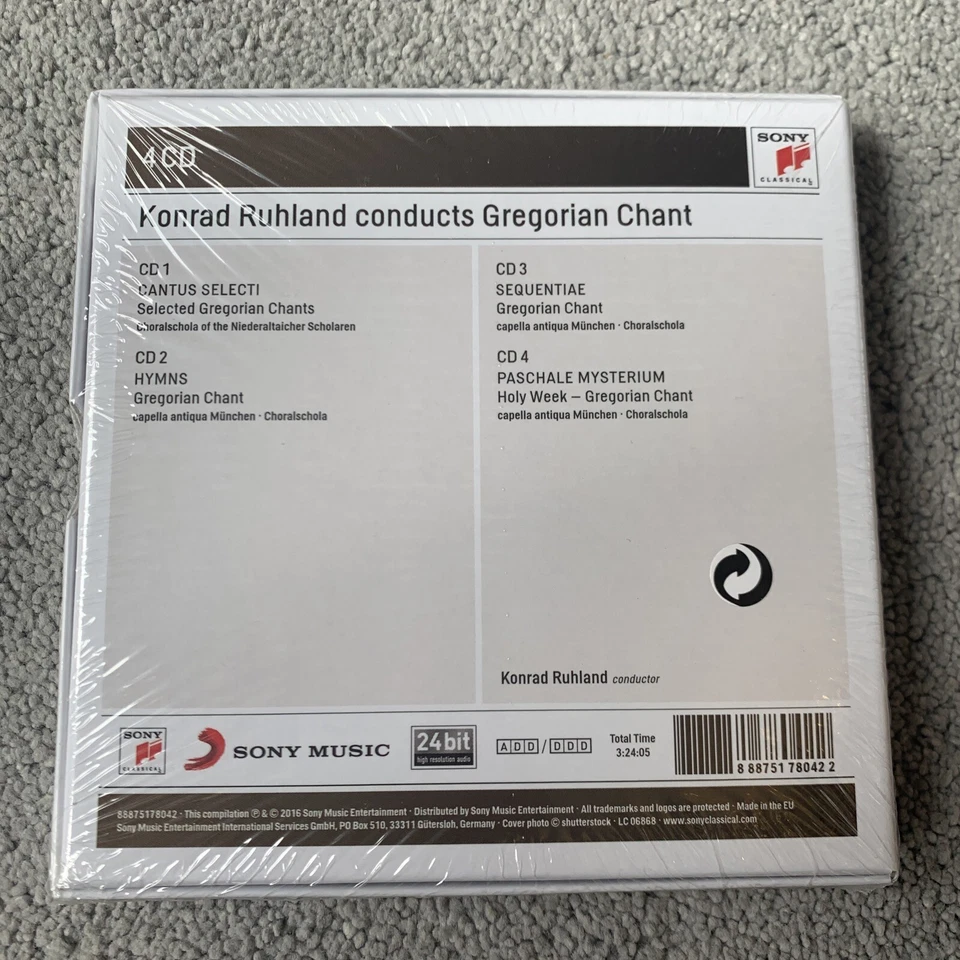 4 CD
SONY
CLASSICAL
Konrad Ruhland conducts Gregorian Chant
CD 1
CANTUS SELECTI
Selected Gregorian Chants
Choralschola of the Niederaltaicher Scholaren
CD 2
HYMNS
Gregorian Chant
capella antiqua München · Choralschola
CD 3
SEQUENTIAE
Gregorian Chant
capella antiqua München · Choralschola
CD 4
PASCHALE MYSTERIUM
Holy Week – Gregorian Chant
capella antiqua München · Choralschola
Konrad Ruhland conductor
SONY
CLASSICAL
SONY MUSIC
24 bit
high resolution audio
ADD/DDD
Total Time
3:24:05
8 88751 78042 2
88875178042 · This compilation ℗ & © 2016 Sony Music Entertainment · Distributed by Sony Music Entertainment · All trademarks and logos are protected · Made in the EU
Sony Music Entertainment International Services GmbH, PO Box 510, 33311 Gütersloh, Germany · Cover photo © shutterstock · LC 06868 · www.sonyclassical.com